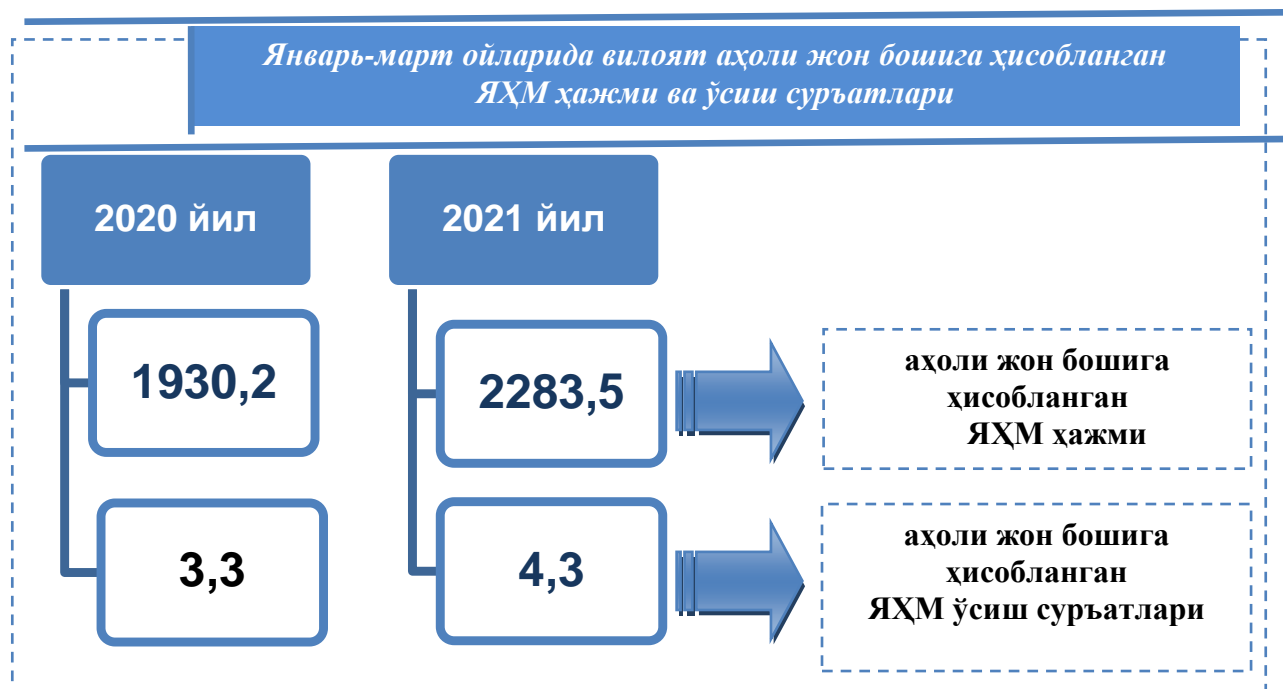 Январь-март ойларида вилоят аҳоли жон бошига ҳисобланган
ЯҲМ ҳажми ва ўсиш суръатлари
2020 йил
2021 йил
1930,2
2283,5
аҳоли жон бошига
ҳисобланган
ЯҲМ ҳажми
3,3
4,3
аҳоли жон бошига
ҳисобланган
ЯҲМ ўсиш суръатлари